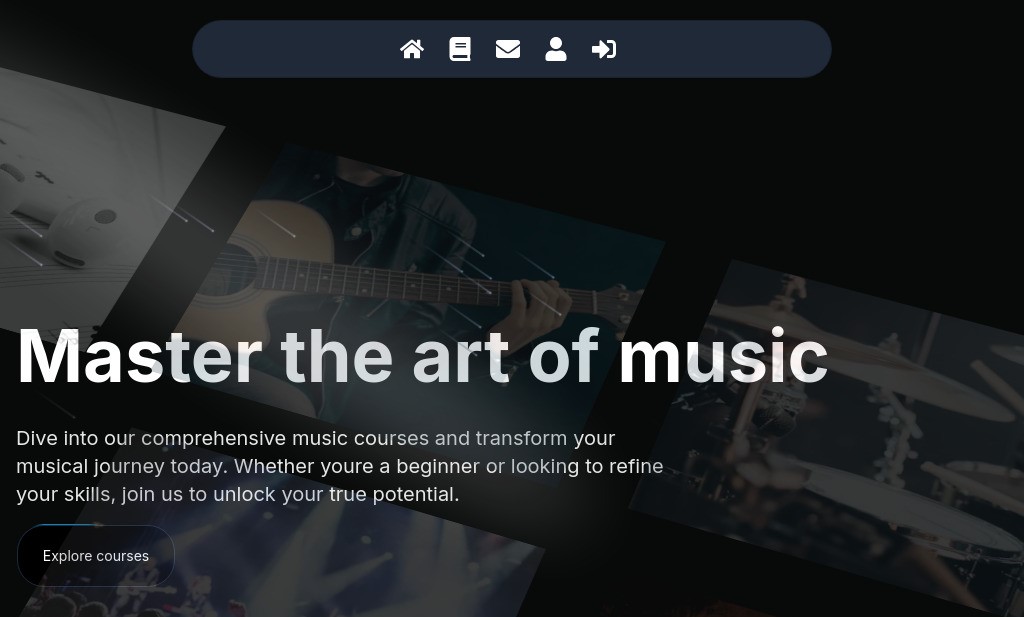 Master the art of music
Dive into our comprehensive music courses and transform your
musical journey today. Whether youre a beginner or looking to refine
your skills, join us to unlock your true potential.
Explore courses